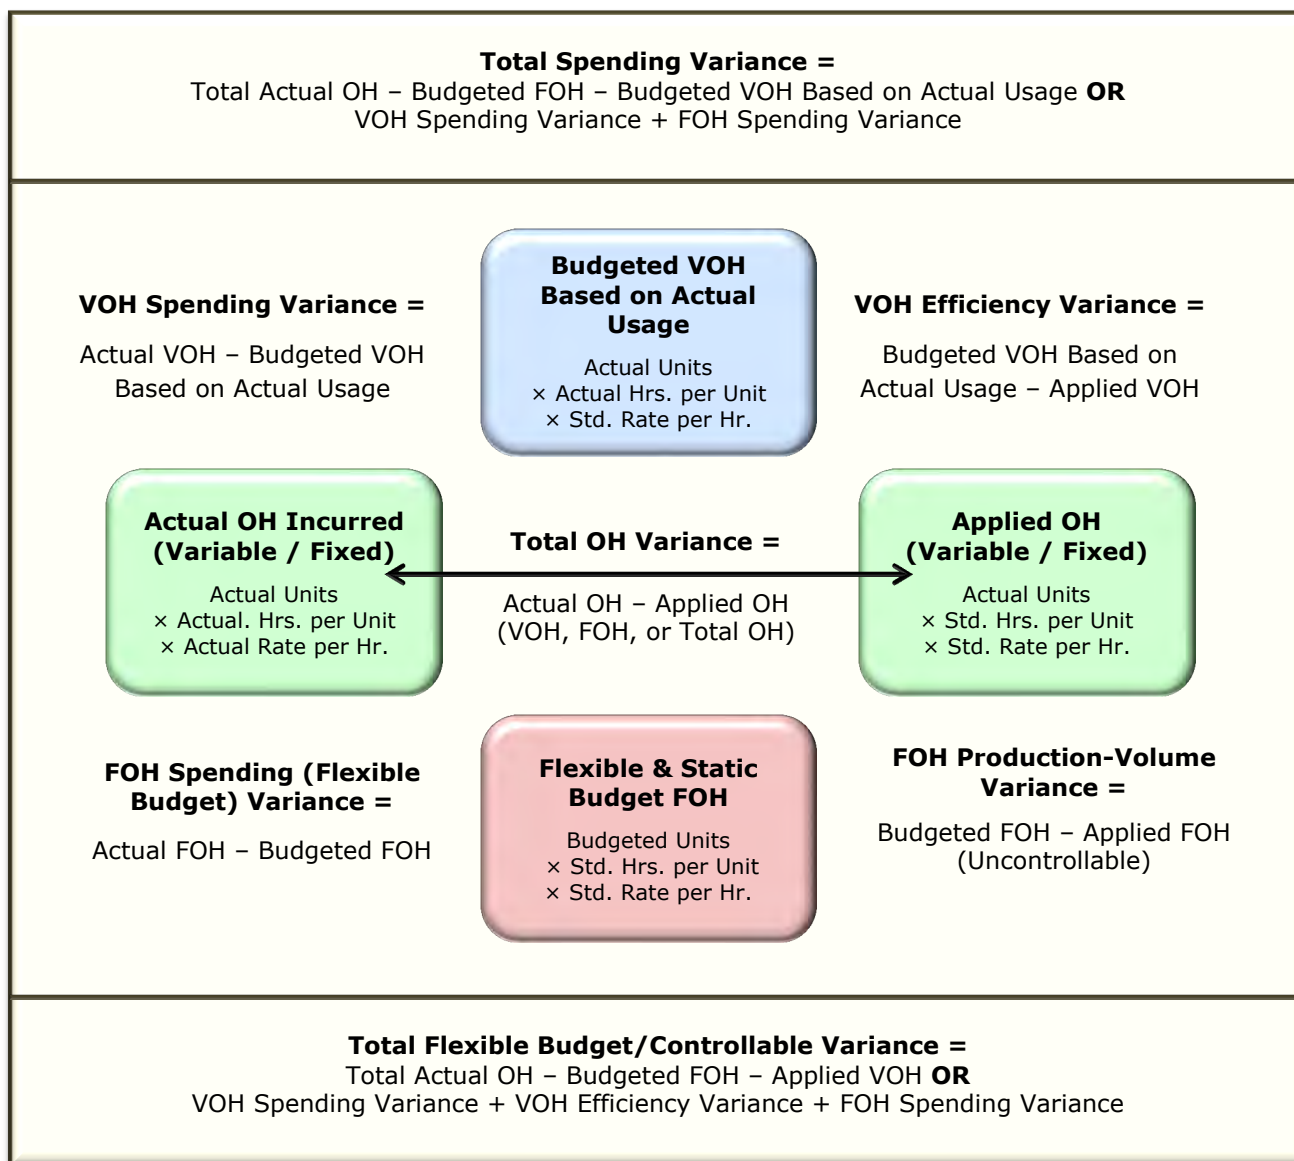 Total Spending Variance =
Total Actual OH – Budgeted FOH – Budgeted VOH Based on Actual Usage OR
VOH Spending Variance + FOH Spending Variance
VOH Spending Variance =
Actual VOH – Budgeted VOH
Based on Actual Usage
Budgeted VOH
Based on Actual
Usage
Actual Units
× Actual Hrs. per Unit
× Std. Rate per Hr.
VOH Efficiency Variance =
Budgeted VOH Based on
Actual Usage – Applied VOH
Actual OH Incurred
(Variable / Fixed)
Actual Units
× Actual. Hrs. per Unit
× Actual Rate per Hr.
Total OH Variance =
Actual OH – Applied OH
(VOH, FOH, or Total OH)
Applied OH
(Variable / Fixed)
Actual Units
× Std. Hrs. per Unit
× Std. Rate per Hr.
FOH Spending (Flexible
Budget) Variance =
Actual FOH – Budgeted FOH
Flexible & Static
Budget FOH
Budgeted Units
× Std. Hrs. per Unit
× Std. Rate per Hr.
FOH Production-Volume
Variance =
Budgeted FOH – Applied FOH
(Uncontrollable)
Total Flexible Budget/Controllable Variance =
Total Actual OH – Budgeted FOH – Applied VOH OR
VOH Spending Variance + VOH Efficiency Variance + FOH Spending Variance